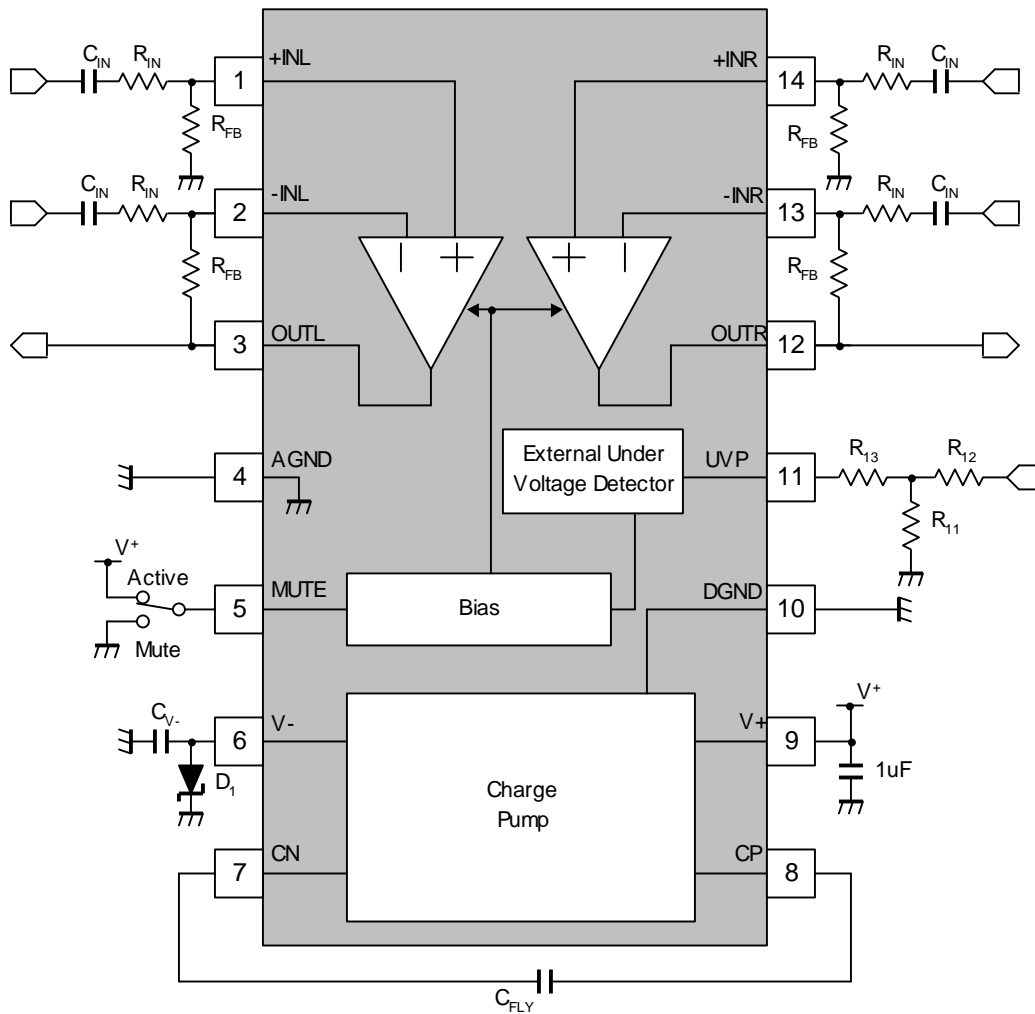 C_IN R_IN 1 +INL +INR 14 R_IN C_IN
R_FB R_FB
C_IN R_IN 2 -INL -INR 13 R_IN C_IN
R_FB R_FB
3 OUTL OUTR 12
4 AGND External Under Voltage Detector UVP 11 R_13 R_12
R_11
V+
Active
5 MUTE Bias DGND 10
Mute
C_V- V+
6 V- V+ 9
D_1 1uF
Charge
Pump
7 CN CP 8
C_FLY